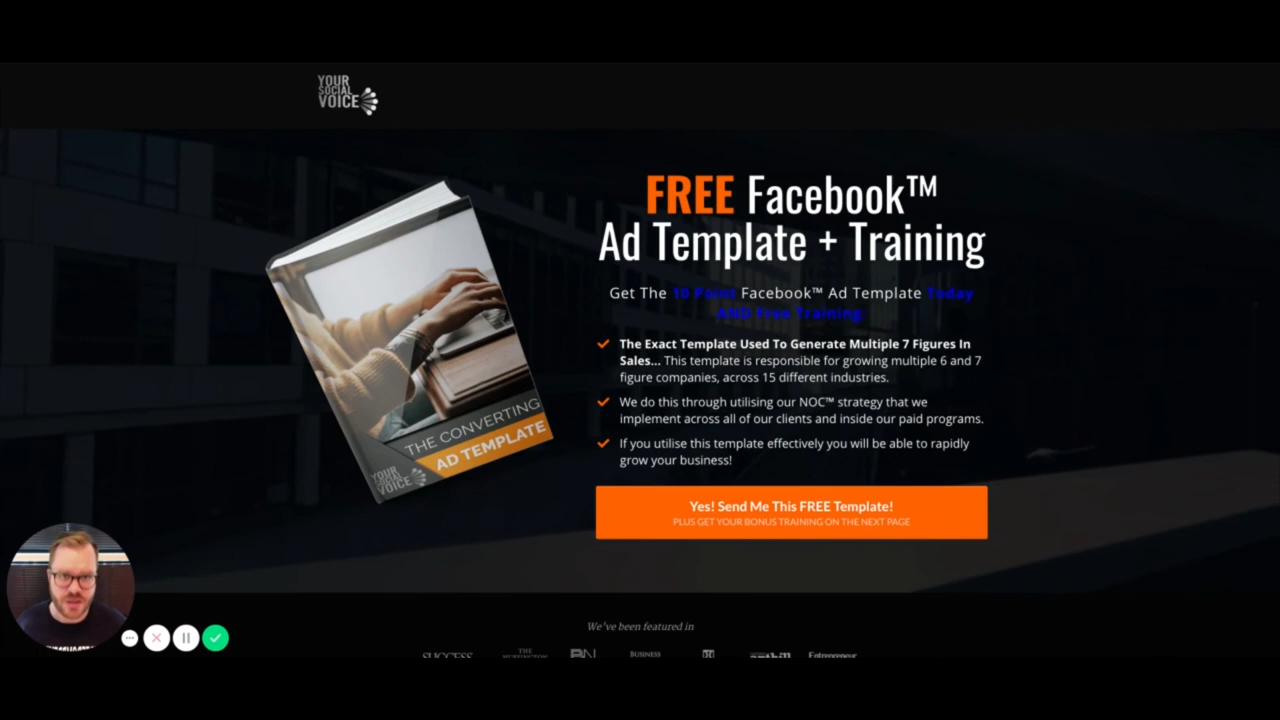 YOUR
SOCIAL
VOICE
FREE Facebook™
Ad Template + Training
Get The 10 Point Facebook™ Ad Template Today
AND Free Training:
The Exact Template Used To Generate Multiple 7 Figures In
Sales... This template is responsible for growing multiple 6 and 7
figure companies, across 15 different industries.
We do this through utilising our NOC™ strategy that we
implement across all of our clients and inside our paid programs.
If you utilise this template effectively you will be able to rapidly
grow your business!
Yes! Send Me This FREE Template!
PLUS GET YOUR BONUS TRAINING ON THE NEXT PAGE
THE CONVERTING
AD TEMPLATE
YOUR
SOCIAL
VOICE
We've been featured in
SUCCESS THE BUSINESS Entrepreneur